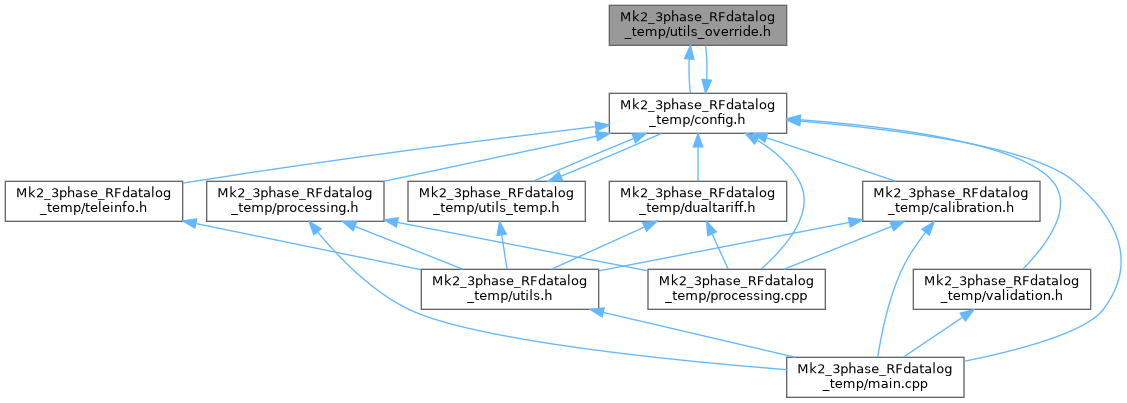 Mk2_3phase_RFdatalog
_temp/utils_override.h
Mk2_3phase_RFdatalog
_temp/config.h
Mk2_3phase_RFdatalog
_temp/teleinfo.h
Mk2_3phase_RFdatalog
_temp/processing.h
Mk2_3phase_RFdatalog
_temp/utils_temp.h
Mk2_3phase_RFdatalog
_temp/dualtariff.h
Mk2_3phase_RFdatalog
_temp/calibration.h
Mk2_3phase_RFdatalog
_temp/utils.h
Mk2_3phase_RFdatalog
_temp/processing.cpp
Mk2_3phase_RFdatalog
_temp/validation.h
Mk2_3phase_RFdatalog
_temp/main.cpp